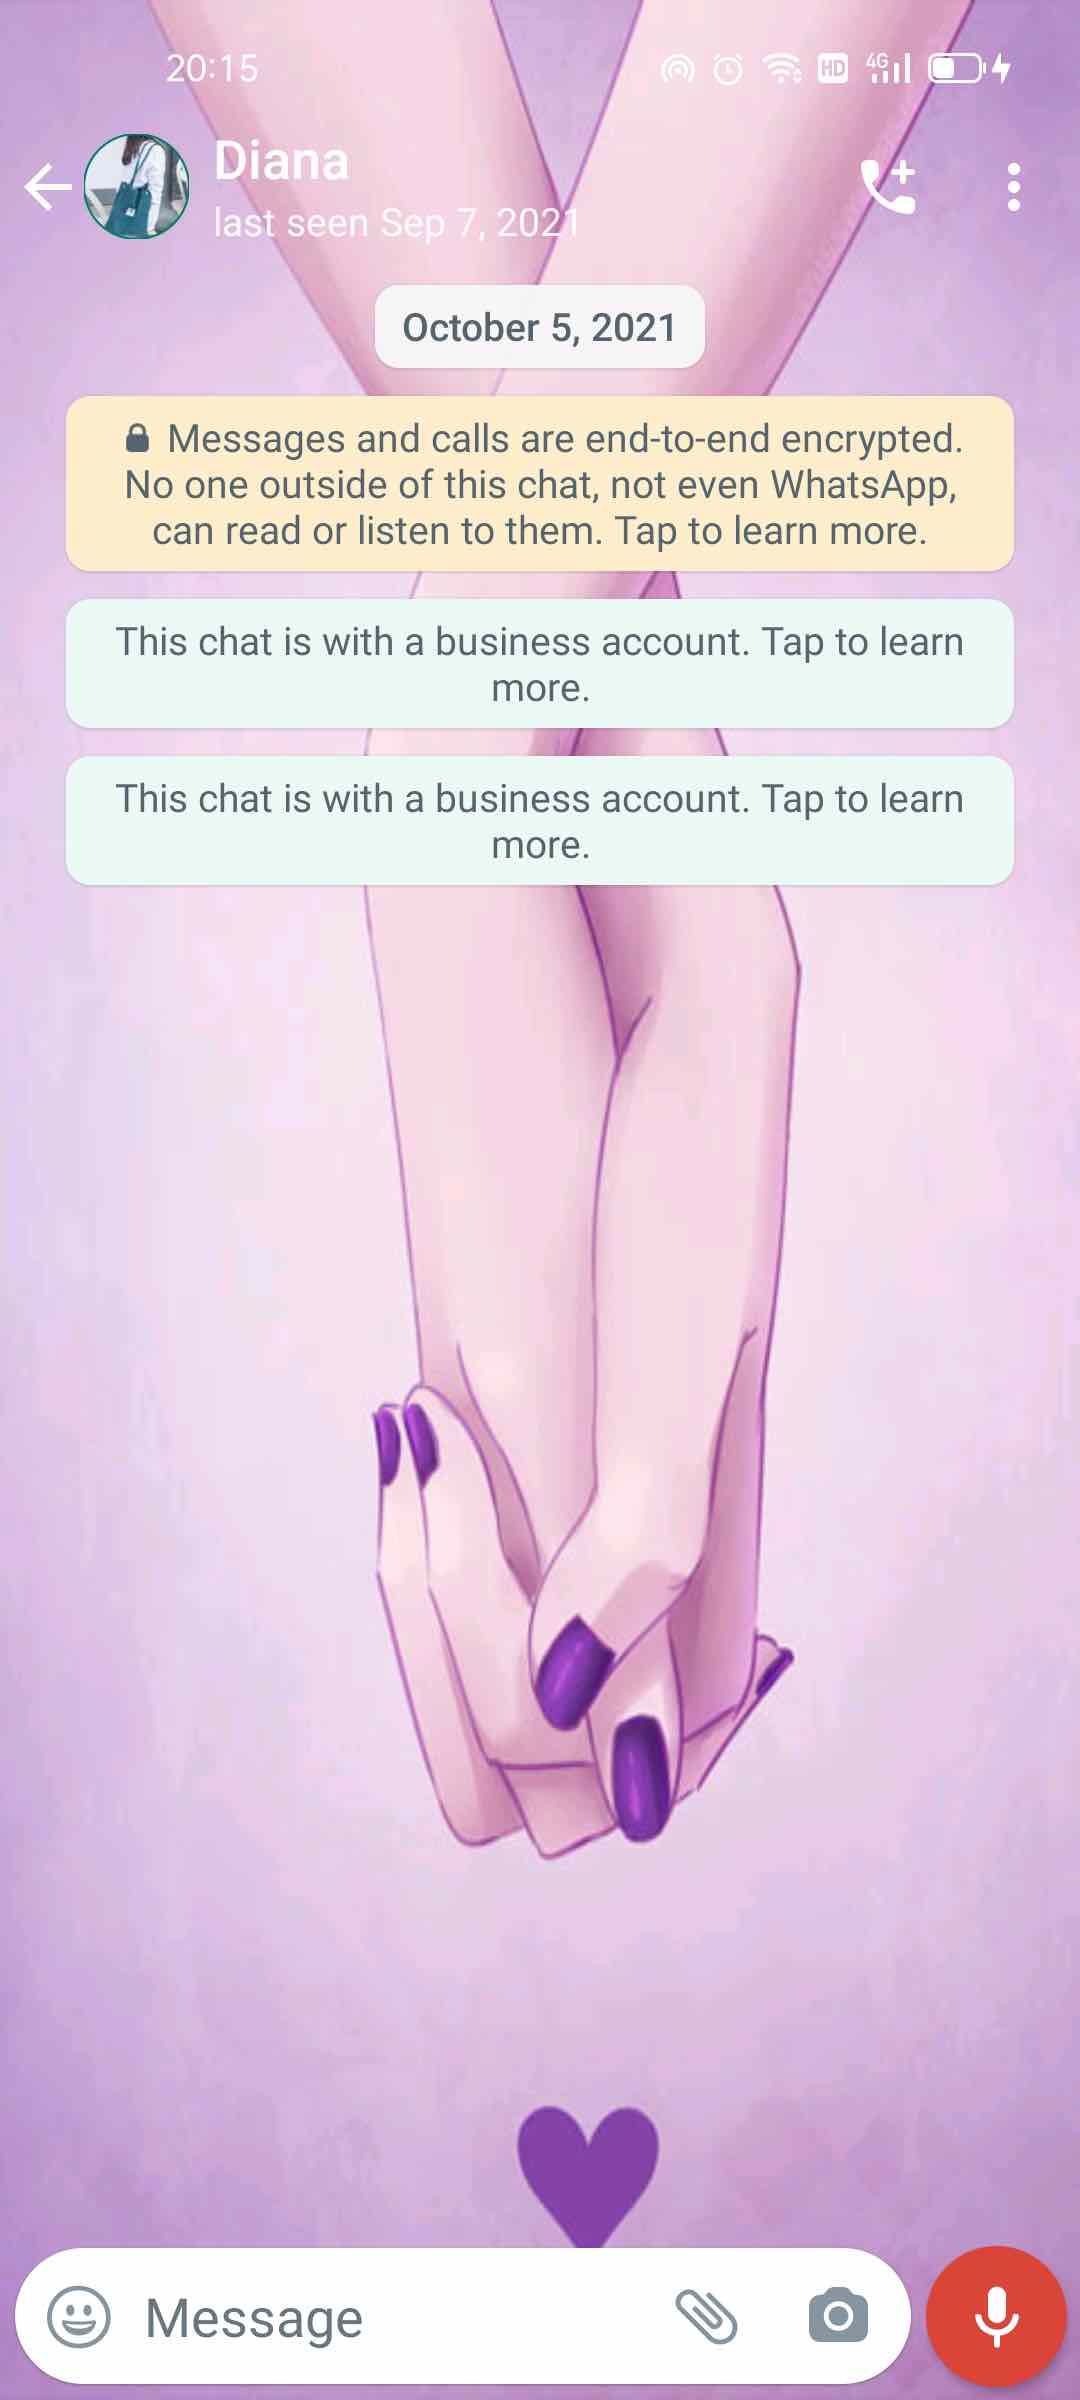 20:15
HD
4G
Diana
last seen Sep 7, 2021
October 5, 2021
Messages and calls are end-to-end encrypted.
No one outside of this chat, not even WhatsApp,
can read or listen to them. Tap to learn more.
This chat is with a business account. Tap to learn
more.
This chat is with a business account. Tap to learn
more.
Message